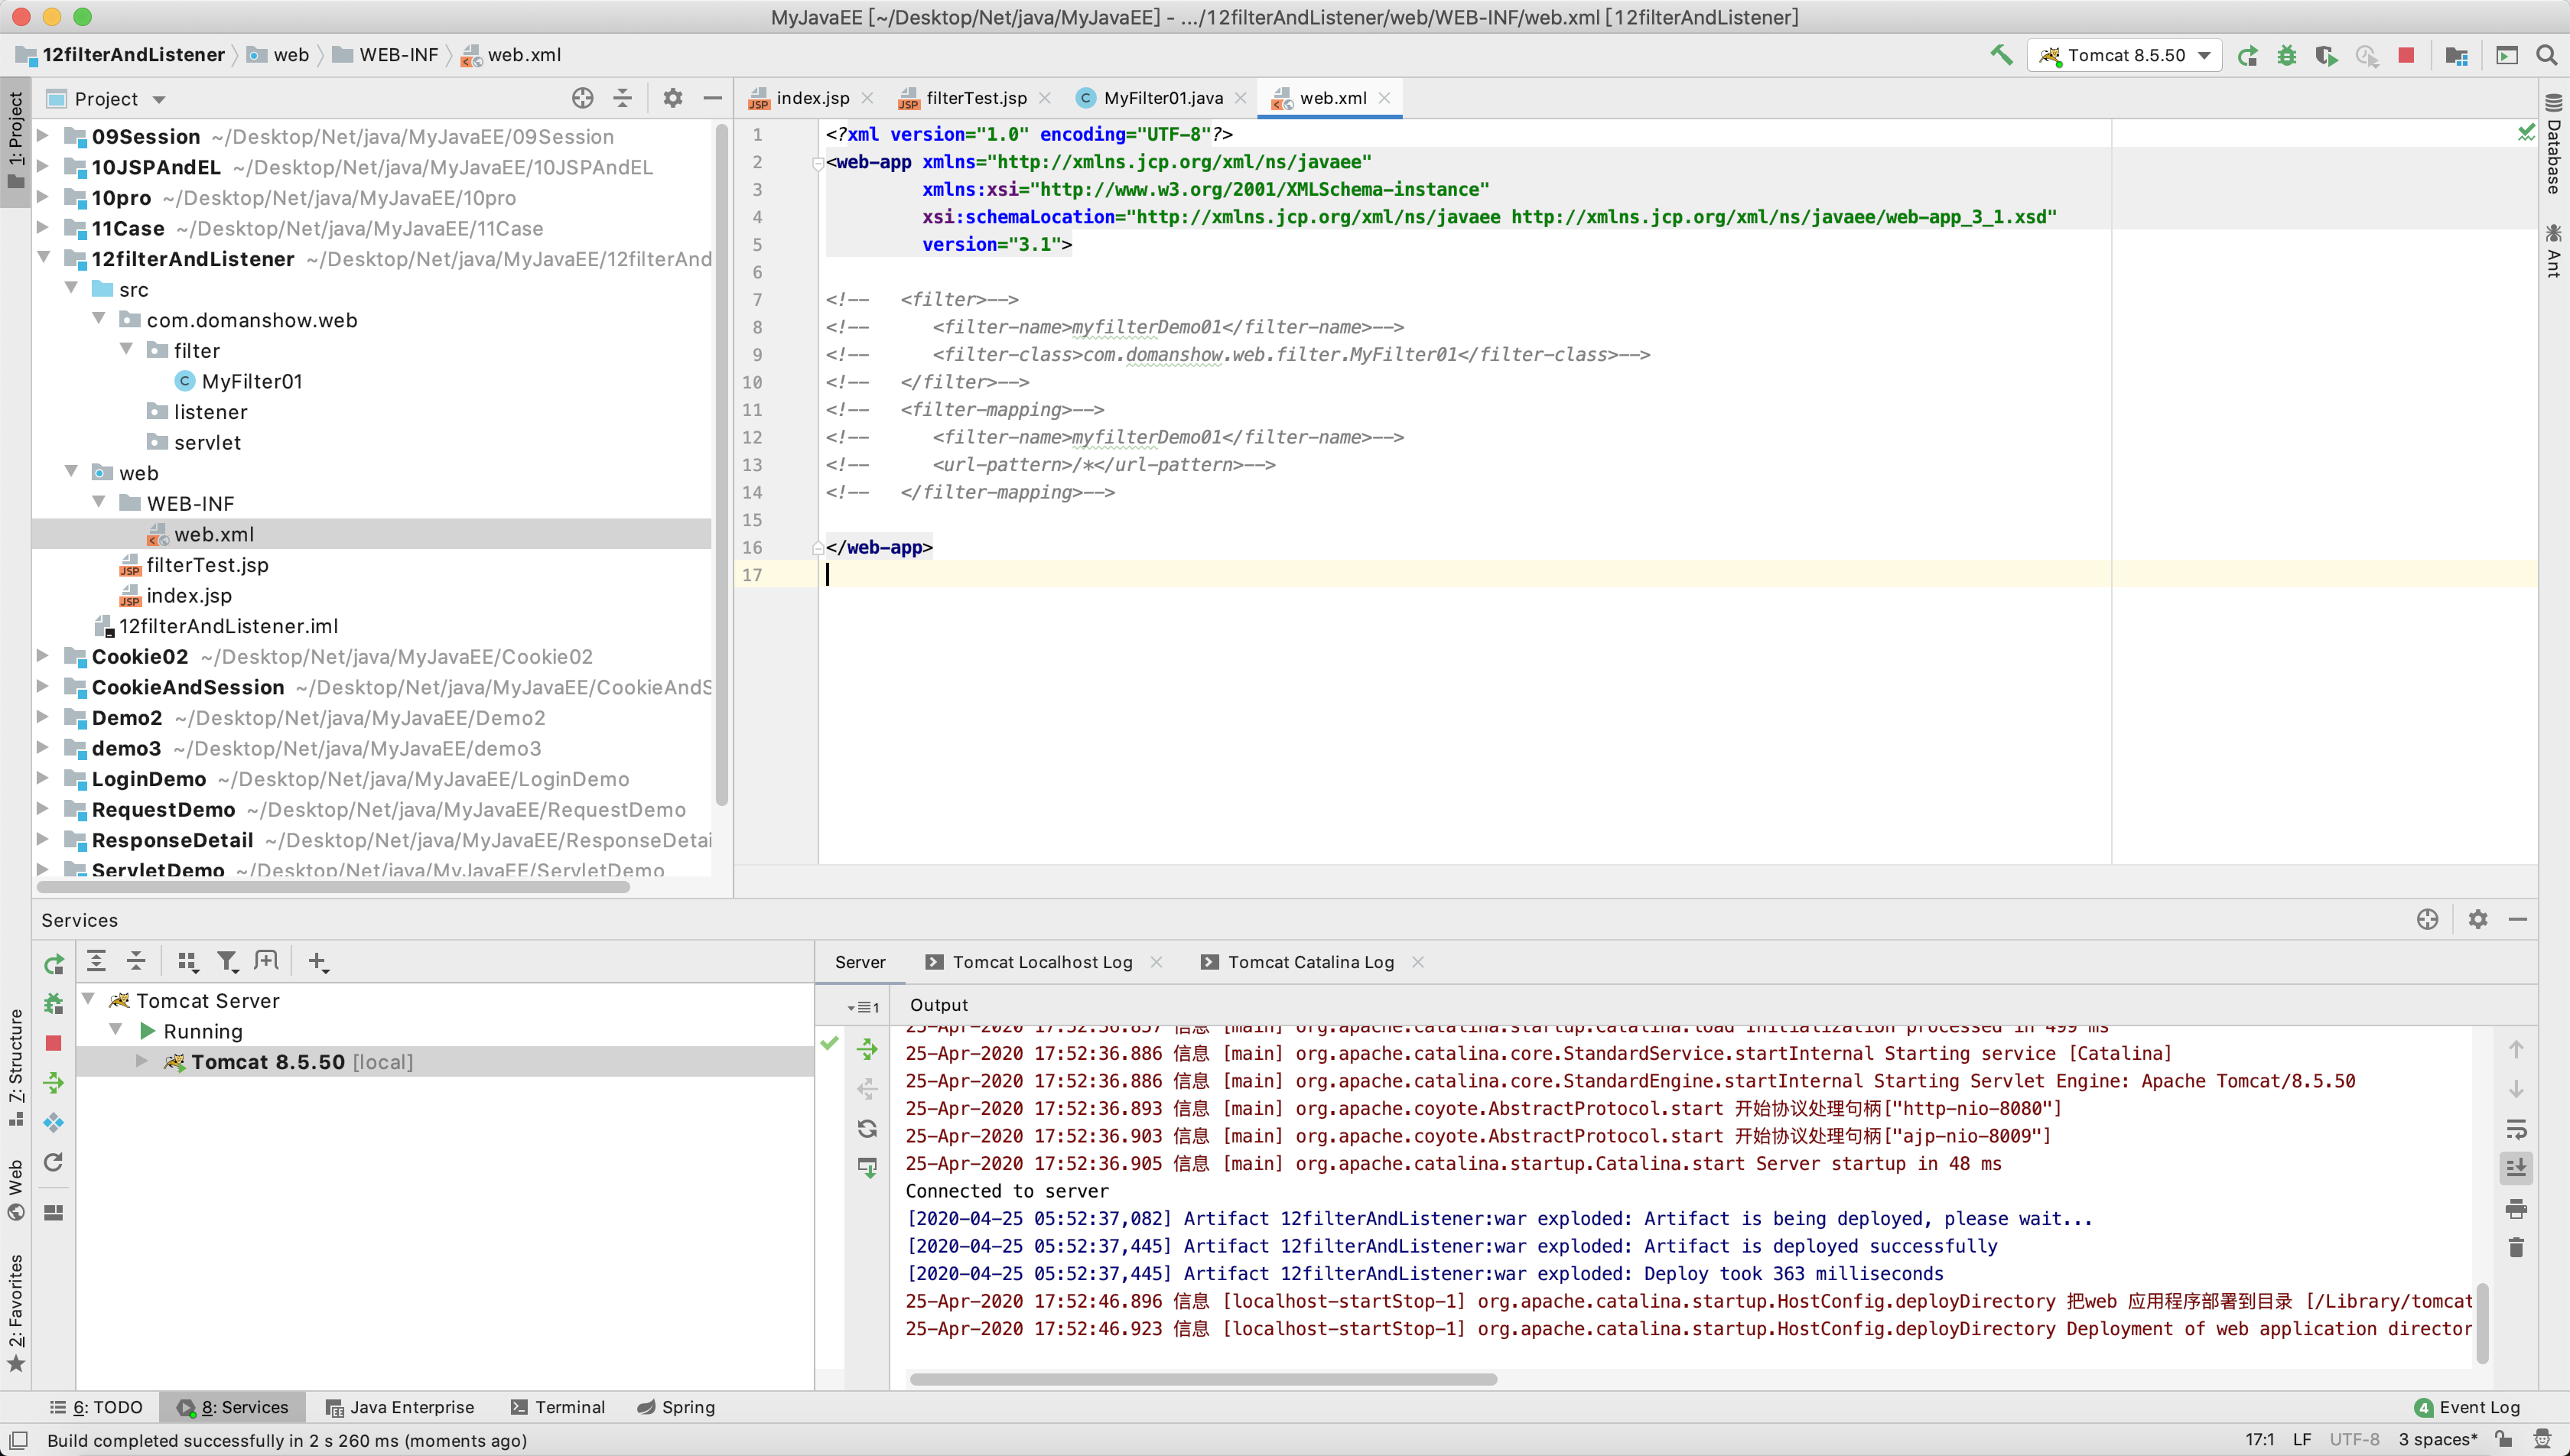 MyJavaEE [~/Desktop/Net/java/MyJavaEE] - .../12filterAndListener/web/WEB-INF/web.xml [12filterAndListener]
12filterAndListener web WEB-INF web.xml
Tomcat 8.5.50
1: Project
Project
09Session ~/Desktop/Net/java/MyJavaEE/09Session
10JSPAndEL ~/Desktop/Net/java/MyJavaEE/10JSPAndEL
10pro ~/Desktop/Net/java/MyJavaEE/10pro
11Case ~/Desktop/Net/java/MyJavaEE/11Case
12filterAndListener ~/Desktop/Net/java/MyJavaEE/12filterAnd
src
com.domanshow.web
filter
MyFilter01
listener
servlet
web
WEB-INF
web.xml
filterTest.jsp
index.jsp
12filterAndListener.iml
Cookie02 ~/Desktop/Net/java/MyJavaEE/Cookie02
CookieAndSession ~/Desktop/Net/java/MyJavaEE/CookieAndS
Demo2 ~/Desktop/Net/java/MyJavaEE/Demo2
demo3 ~/Desktop/Net/java/MyJavaEE/demo3
LoginDemo ~/Desktop/Net/java/MyJavaEE/LoginDemo
RequestDemo ~/Desktop/Net/java/MyJavaEE/RequestDemo
ResponseDetail ~/Desktop/Net/java/MyJavaEE/ResponseDetai
ServletDemo ~/Desktop/Net/java/MyJavaEE/ServletDemo
index.jsp filterTest.jsp MyFilter01.java web.xml
1 <?xml version="1.0" encoding="UTF-8"?>
2 <web-app xmlns="http://xmlns.jcp.org/xml/ns/javaee"
3 xmlns:xsi="http://www.w3.org/2001/XMLSchema-instance"
4 xsi:schemaLocation="http://xmlns.jcp.org/xml/ns/javaee http://xmlns.jcp.org/xml/ns/javaee/web-app_3_1.xsd"
5 version="3.1">
6
7 <!-- <filter>-->
8 <!-- <filter-name>myfilterDemo01</filter-name>-->
9 <!-- <filter-class>com.domanshow.web.filter.MyFilter01</filter-class>-->
10 <!-- </filter>-->
11 <!-- <filter-mapping>-->
12 <!-- <filter-name>myfilterDemo01</filter-name>-->
13 <!-- <url-pattern>/*</url-pattern>-->
14 <!-- </filter-mapping>-->
15
16 </web-app>
17
Database
Ant
Services
Z: Structure
Web
2: Favorites
Tomcat Server
Running
Tomcat 8.5.50 [local]
Server Tomcat Localhost Log Tomcat Catalina Log
1 Output
25-Apr-2020 17:52:36.837 信息 [main] org.apache.catalina.startup.Catalina.load Initialization processed in 499 ms
25-Apr-2020 17:52:36.886 信息 [main] org.apache.catalina.core.StandardService.startInternal Starting service [Catalina]
25-Apr-2020 17:52:36.886 信息 [main] org.apache.catalina.core.StandardEngine.startInternal Starting Servlet Engine: Apache Tomcat/8.5.50
25-Apr-2020 17:52:36.893 信息 [main] org.apache.coyote.AbstractProtocol.start 开始协议处理句柄["http-nio-8080"]
25-Apr-2020 17:52:36.903 信息 [main] org.apache.coyote.AbstractProtocol.start 开始协议处理句柄["ajp-nio-8009"]
25-Apr-2020 17:52:36.905 信息 [main] org.apache.catalina.startup.Catalina.start Server startup in 48 ms
Connected to server
[2020-04-25 05:52:37,082] Artifact 12filterAndListener:war exploded: Artifact is being deployed, please wait...
[2020-04-25 05:52:37,445] Artifact 12filterAndListener:war exploded: Artifact is deployed successfully
[2020-04-25 05:52:37,445] Artifact 12filterAndListener:war exploded: Deploy took 363 milliseconds
25-Apr-2020 17:52:46.896 信息 [localhost-startStop-1] org.apache.catalina.startup.HostConfig.deployDirectory 把web 应用程序部署到目录 [/Library/tomcat
25-Apr-2020 17:52:46.923 信息 [localhost-startStop-1] org.apache.catalina.startup.HostConfig.deployDirectory Deployment of web application director
6: TODO 8: Services Java Enterprise Terminal Spring 4 Event Log
Build completed successfully in 2 s 260 ms (moments ago) 17:1 LF UTF-8 3 spaces*